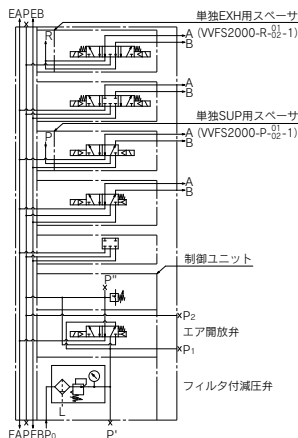 EAPEB
単独EXH用スペーサ
R
A (VVFS2000-R-01/02-1)
B
A
B
単独SUP用スペーサ
P
A (VVFS2000-P-01/02-1)
B
A
B
制御ユニット
P"
P2
エア開放弁
P1
フィルタ付減圧弁
L
EAPEBP0
P'